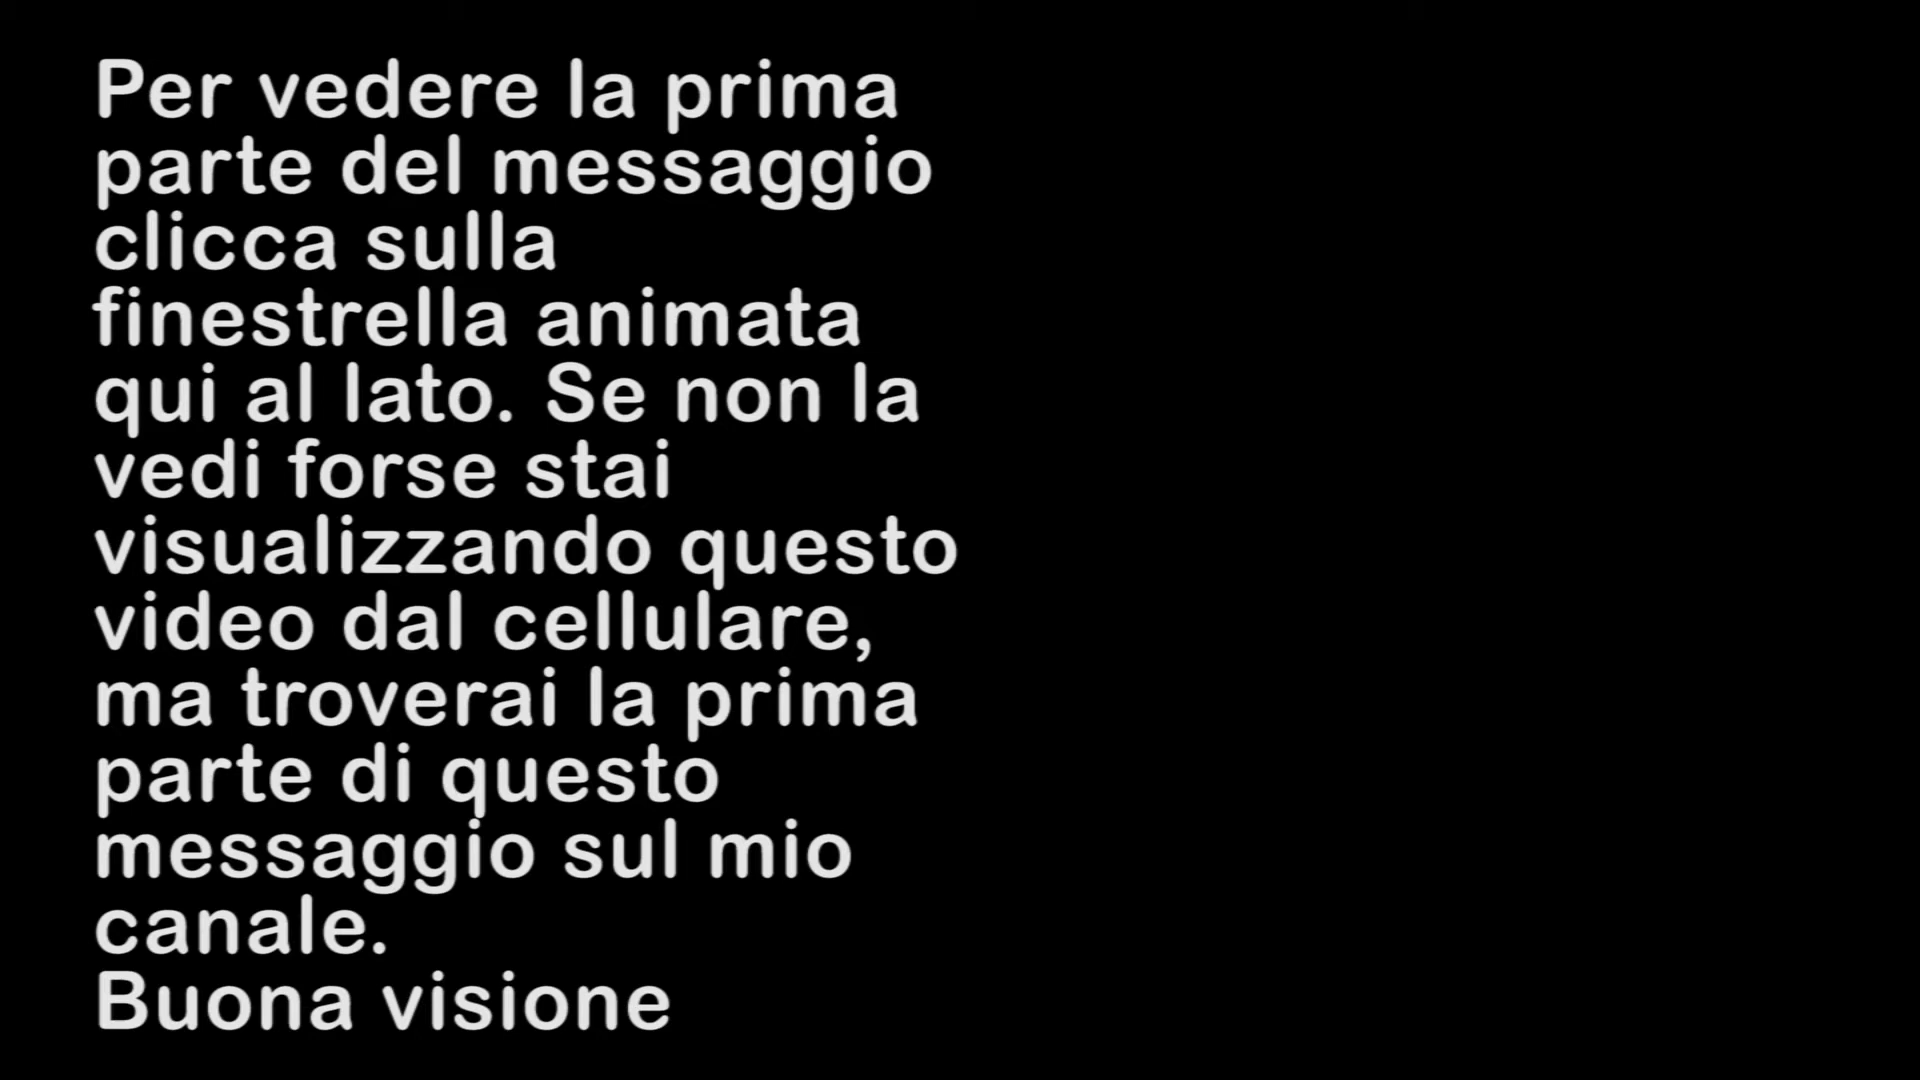 Per vedere la prima
parte del messaggio
clicca sulla
finestrella animata
qui al lato. Se non la
vedi forse stai
visualizzando questo
video dal cellulare,
ma troverai la prima
parte di questo
messaggio sul mio
canale.
Buona visione